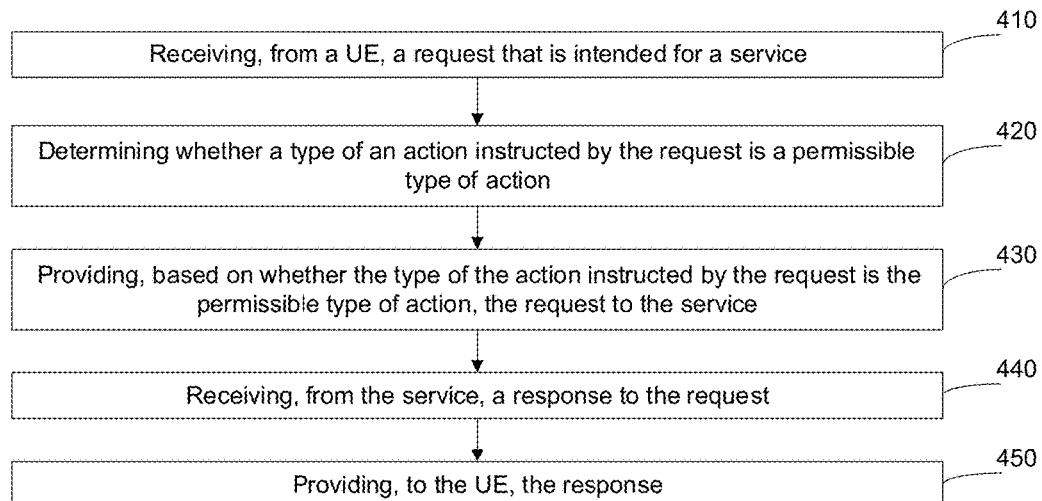 410
Receiving, from a UE, a request that is intended for a service
420
Determining whether a type of an action instructed by the request is a permissible
type of action
430
Providing, based on whether the type of the action instructed by the request is the
permissible type of action, the request to the service
440
Receiving, from the service, a response to the request
450
Providing, to the UE, the response